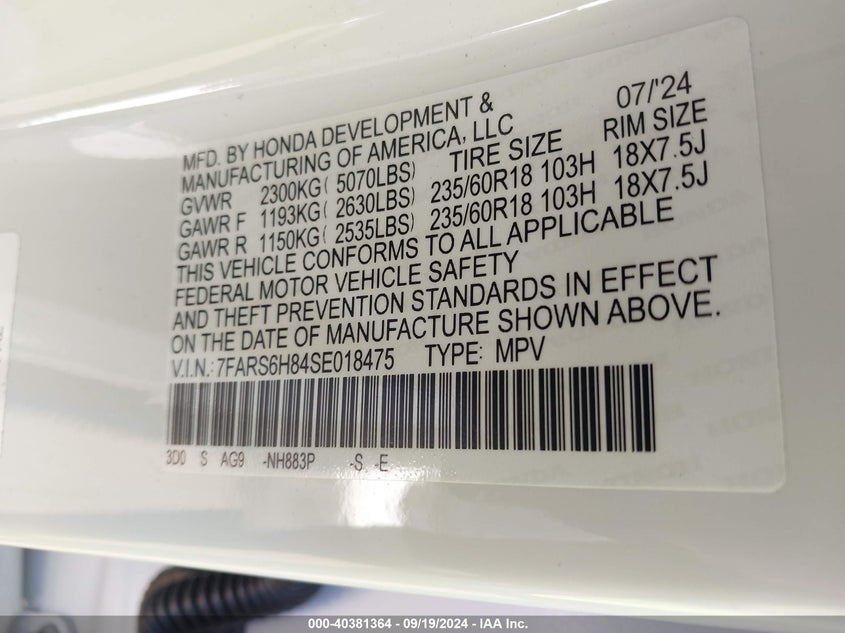 07/'24
MFD. BY HONDA DEVELOPMENT &
MANUFACTURING OF AMERICA, LLC
TIRE SIZE RIM SIZE
GVWR 2300KG( 5070LBS)
GAWR F 1193KG( 2630LBS) 235/60R18 103H 18X7.5J
GAWR R 1150KG( 2535LBS) 235/60R18 103H 18X7.5J
THIS VEHICLE CONFORMS TO ALL APPLICABLE
FEDERAL MOTOR VEHICLE SAFETY
AND THEFT PREVENTION STANDARDS IN EFFECT
ON THE DATE OF MANUFACTURE SHOWN ABOVE.
V.I.N.: 7FARS6H84SE018475 TYPE: MPV
3D0 S AG9 -NH883P -S -E
000-40381364 - 09/19/2024 - IAA Inc.